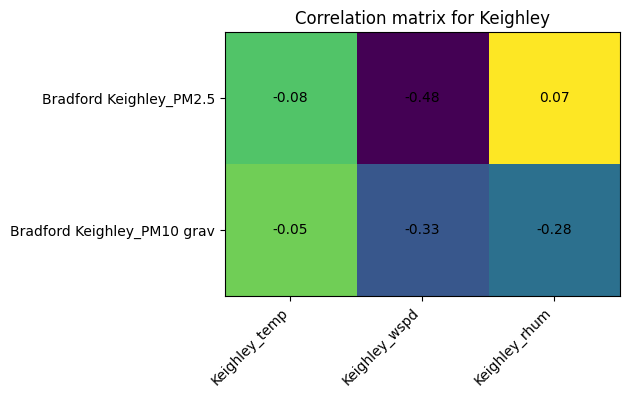 Correlation matrix for Keighley
Bradford Keighley_PM2.5
-0.08
-0.48
0.07
Bradford Keighley_PM10 grav
-0.05
-0.33
-0.28
Keighley_temp
Keighley_wspd
Keighley_rhum